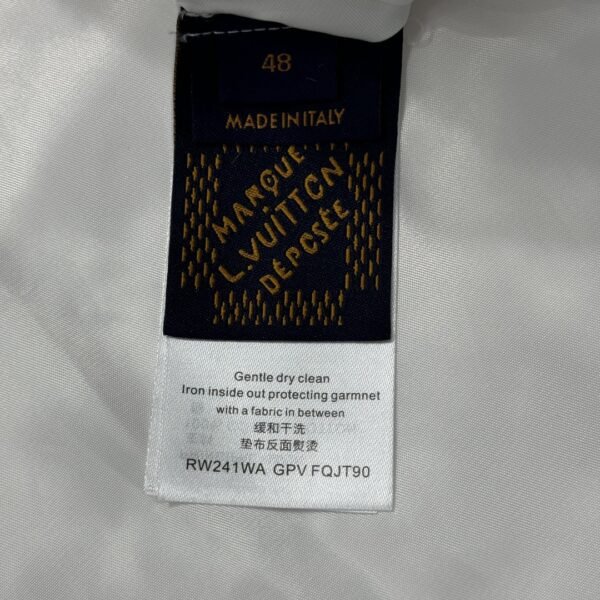 48
MADE IN ITALY
MARQUE
L.VUITTON
DÉPOSÉE
Gentle dry clean
Iron inside out protecting garmnet
with a fabric in between
缓和干洗
垫布反面熨烫
RW241WA GPV FQJT90